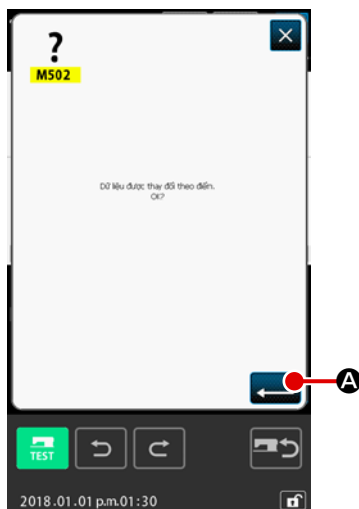 ?
M502
Dữ liệu được thay đổi theo điểm.
OK?
A
TEST
2018.01.01 p.m.01:30